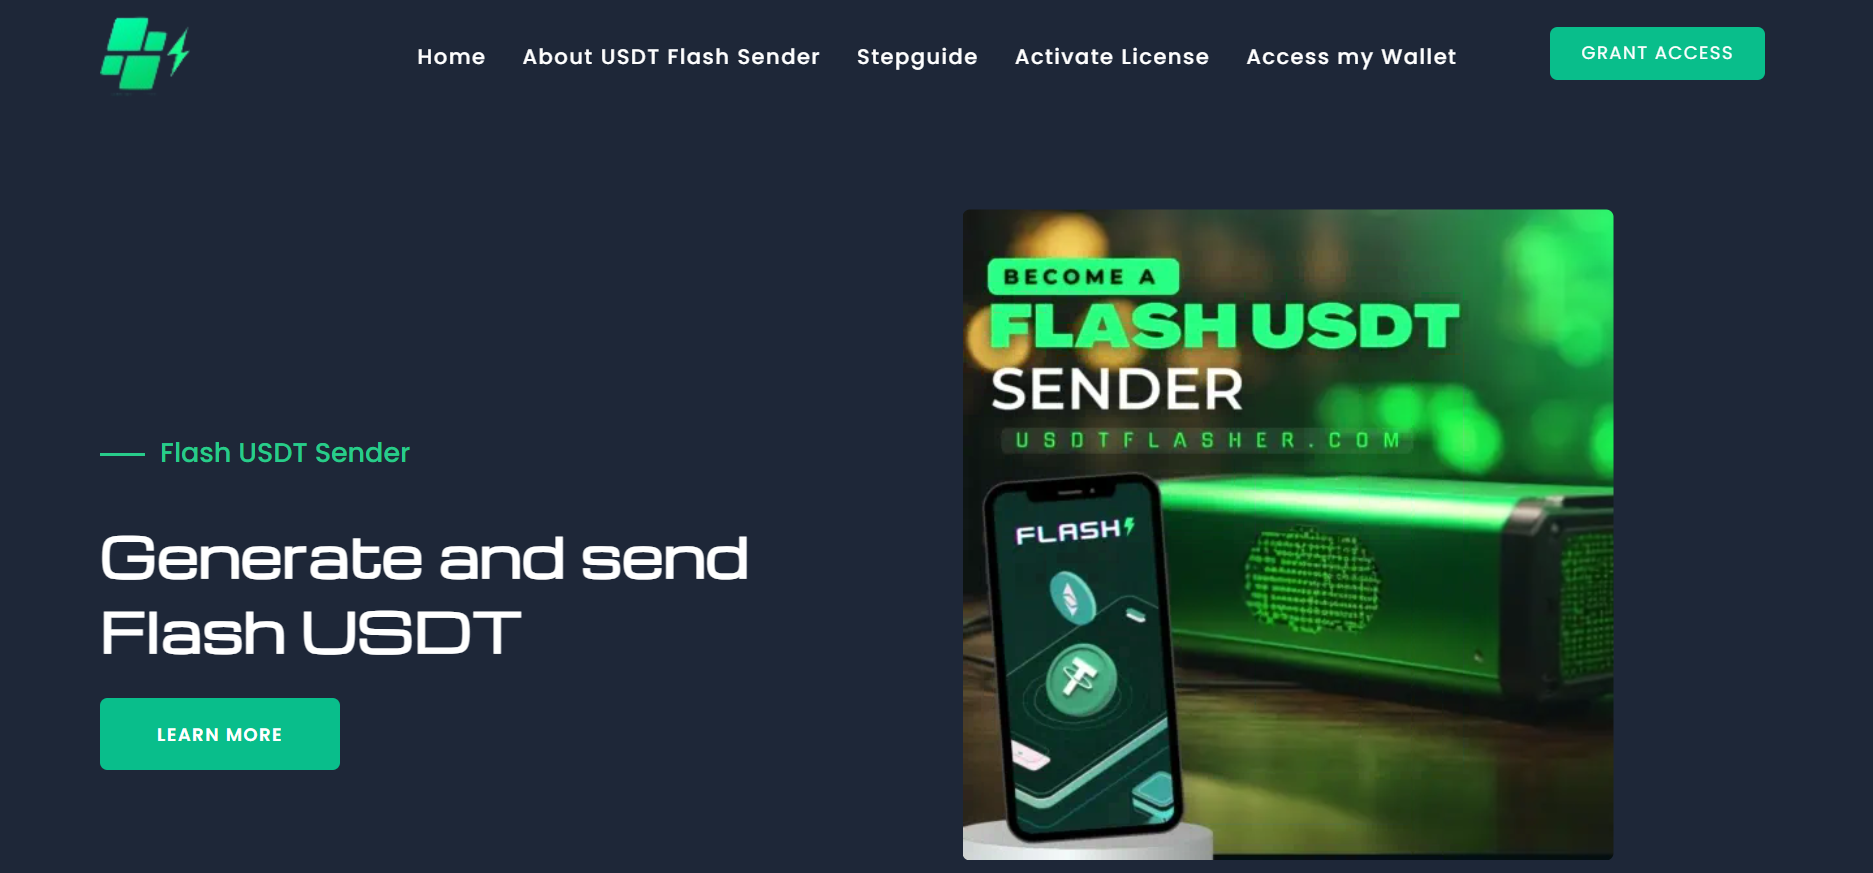 Home
About USDT Flash Sender
Stepguide
Activate License
Access my Wallet
GRANT ACCESS
Flash USDT Sender
Generate and send
Flash USDT
LEARN MORE
BECOME A
FLASH USDT
SENDER
USDTFLASHER.COM
FLASH